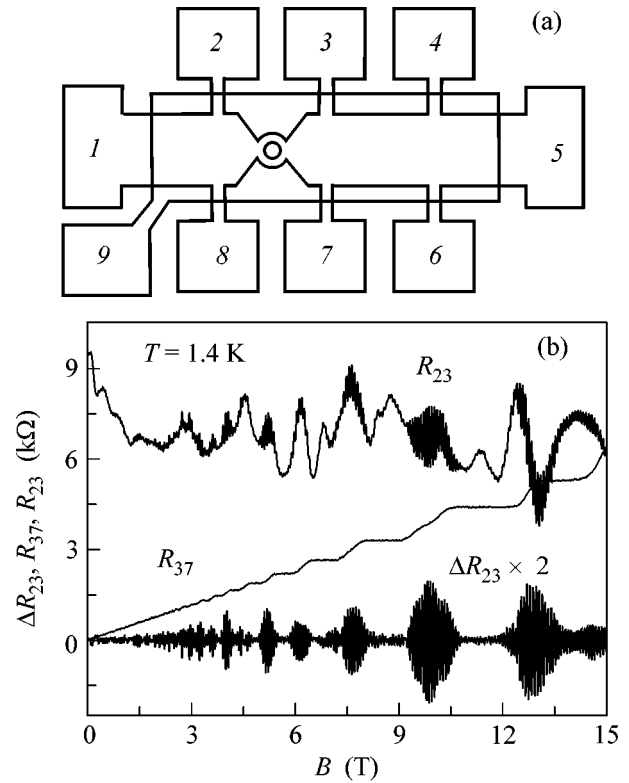 (a)
2 3 4
1
5
9 8 7 6
(b)
T = 1.4 K
R₂₃
R₃₇
ΔR₂₃ × 2
ΔR₂₃, R₃₇, R₂₃ (kΩ)
9
6
3
0
0 3 6 9 12 15
B (T)